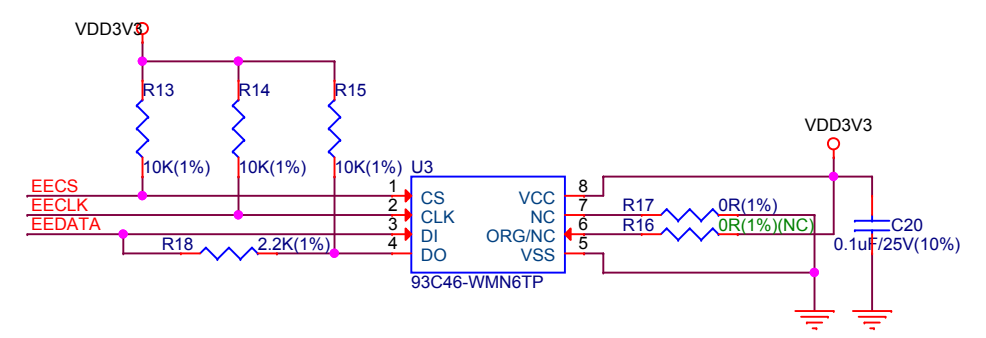 VDD3V3
R13
R14
R15
VDD3V3
10K(1%)
10K(1%)
10K(1%)
U3
EECS
1
CS
VCC
8
EECLK
2
CLK
NC
7
R17
0R(1%)
EEDATA
3
DI
ORG/NC
6
R16
0R(1%)(NC)
C20
R18
2.2K(1%)
4
DO
VSS
5
0.1uF/25V(10%)
93C46-WMN6TP